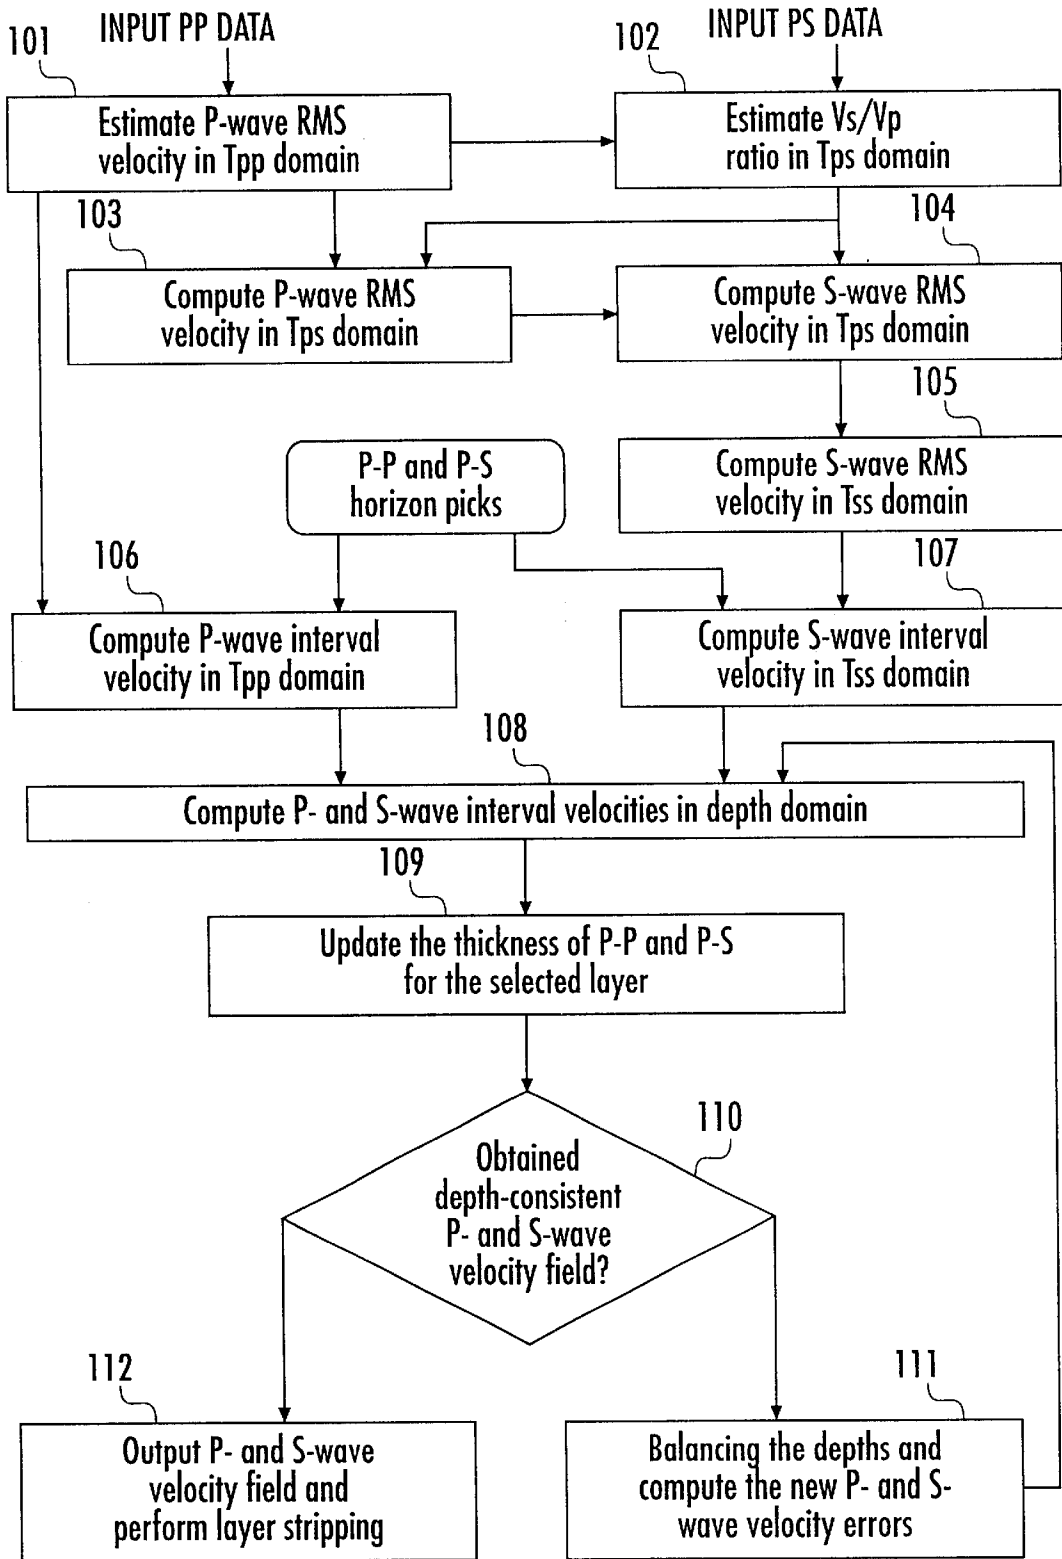 INPUT PP DATA
INPUT PS DATA
101
102
Estimate P-wave RMS
velocity in Tpp domain
Estimate Vs/Vp
ratio in Tps domain
103
104
Compute P-wave RMS
velocity in Tps domain
Compute S-wave RMS
velocity in Tps domain
105
P-P and P-S
horizon picks
Compute S-wave RMS
velocity in Tss domain
106
107
Compute P-wave interval
velocity in Tpp domain
Compute S-wave interval
velocity in Tss domain
108
Compute P- and S-wave interval velocities in depth domain
109
Update the thickness of P-P and P-S
for the selected layer
110
Obtained
depth-consistent
P- and S-wave
velocity field?
112
111
Output P- and S-wave
velocity field and
perform layer stripping
Balancing the depths and
compute the new P- and S-
wave velocity errors